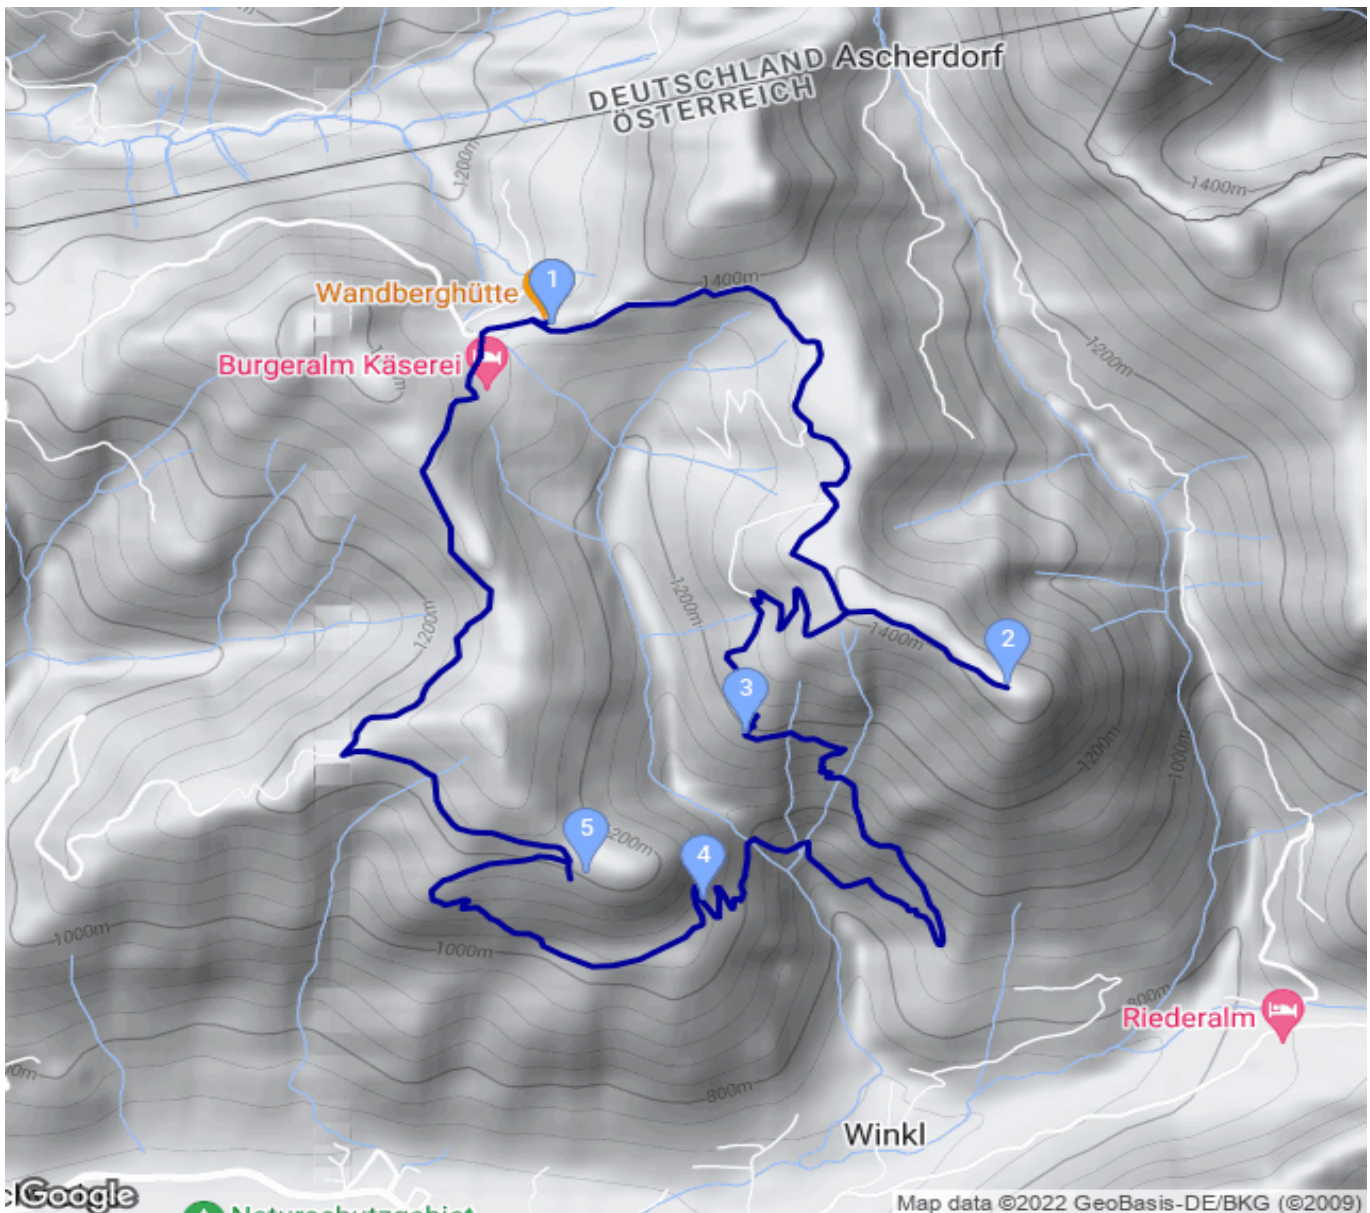 DEUTSCHLAND
Ascherdorf
ÖSTERREICH
1200m
1400m
1
1400m
Wandberghütte
Burgeralm Käserei
1200m
1200m
1200m
1400m
2
3
1200m
1000m
5
200m
4
1000m
1000m
800m
Riederalm
800m
Winkl
Google
Map data ©2022 GeoBasis-DE/BKG (©2009)
Naturschutzgebiet